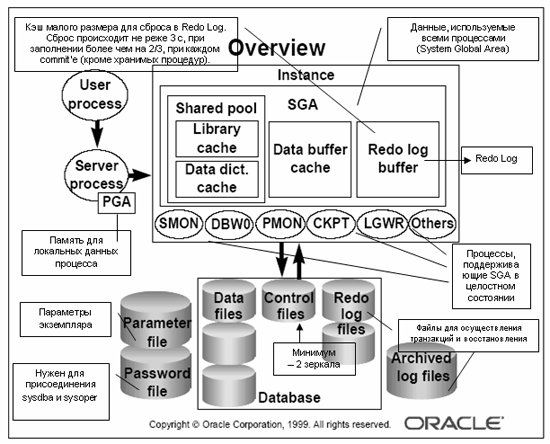 Кэш малого размера для сброса в Redo Log.
Сброс происходит не реже 3 с, при
заполнении более чем на 2/3, при каждом
commit'е (кроме хранимых процедур).
Данные, используемые
всеми процессами
(System Global Area)
Overview
Instance
User
process
Shared pool
SGA
Library
cache
Data buffer
cache
Redo log
buffer
Redo Log
Server
process
Data dict.
cache
PGA
SMON
DBW0
PMON
CKPT
LGWR
Others
Память для
локальных данных
процесса
Процессы,
поддержива
ющие SGA в
целостном
состоянии
Data
files
Control
files
Redo
log
files
Параметры
экземпляра
Parameter
file
Файлы для осуществления
транзакций и восстановления
Минимум
– 2 зеркала
Archived
log files
Нужен для
присоединения
sysdba и sysoper
Password
file
Database
Copyright © Oracle Corporation, 1999. All rights reserved.
ORACLE